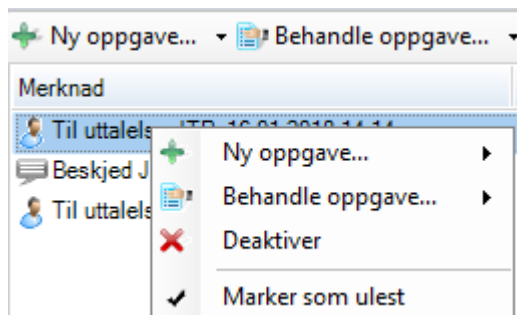 Ny oppgave... Behandle oppgave...
Merknad
Til uttalels
Beskjed J
Til uttalels
Ny oppgave...
Behandle oppgave...
Deaktiver
Marker som ulest